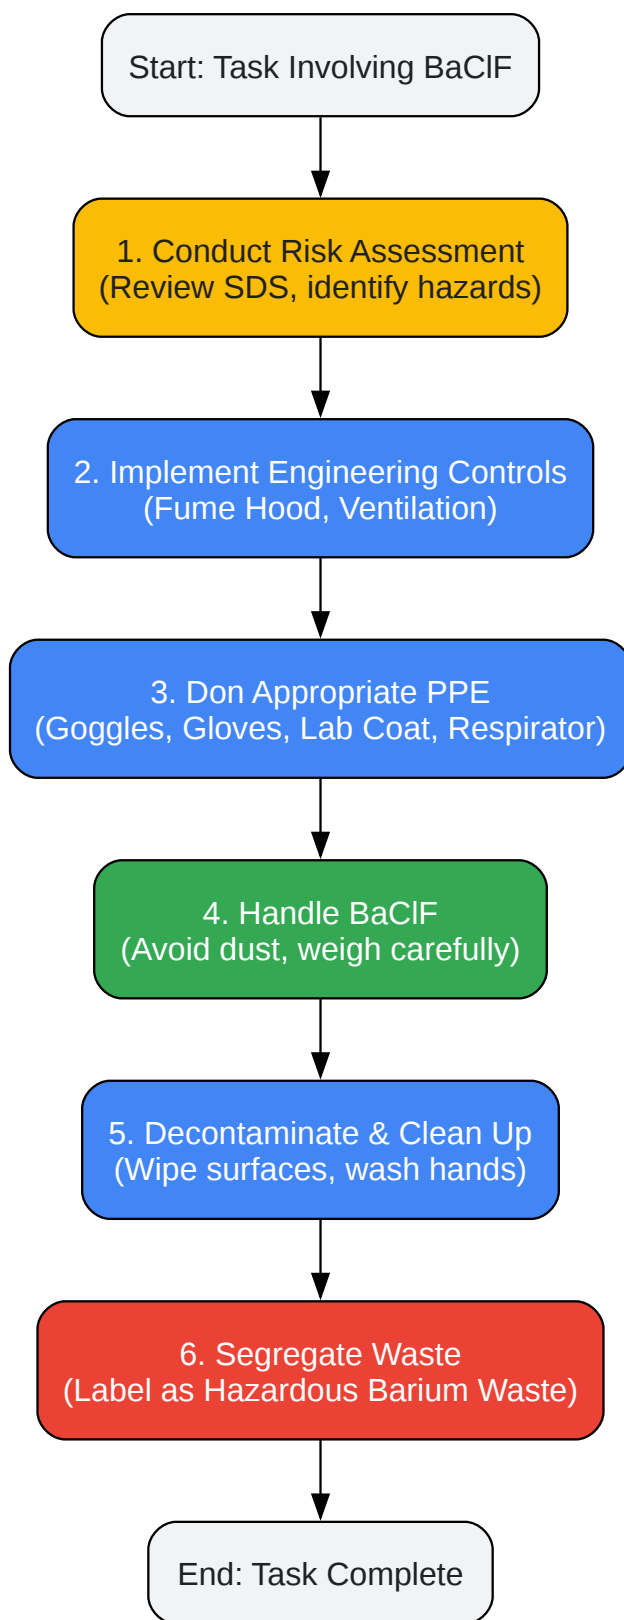 Start: Task Involving BaClF
1. Conduct Risk Assessment
(Review SDS, identify hazards)
2. Implement Engineering Controls
(Fume Hood, Ventilation)
3. Don Appropriate PPE
(Goggles, Gloves, Lab Coat, Respirator)
4. Handle BaClF
(Avoid dust, weigh carefully)
5. Decontaminate & Clean Up
(Wipe surfaces, wash hands)
6. Segregate Waste
(Label as Hazardous Barium Waste)
End: Task Complete